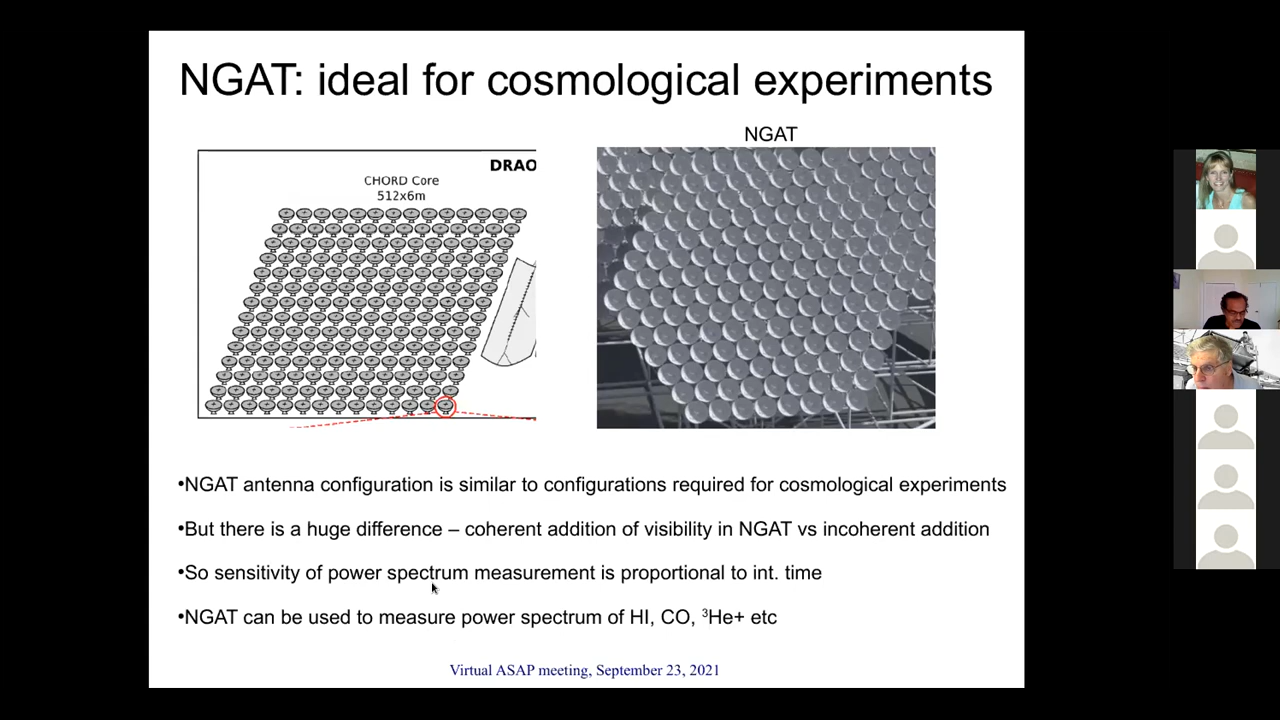 NGAT: ideal for cosmological experiments
NGAT
DRAO
CHORD Core
512x6m
•NGAT antenna configuration is similar to configurations required for cosmological experiments
•But there is a huge difference – coherent addition of visibility in NGAT vs incoherent addition
•So sensitivity of power spectrum measurement is proportional to int. time
•NGAT can be used to measure power spectrum of HI, CO, ³He+ etc
Virtual ASAP meeting, September 23, 2021